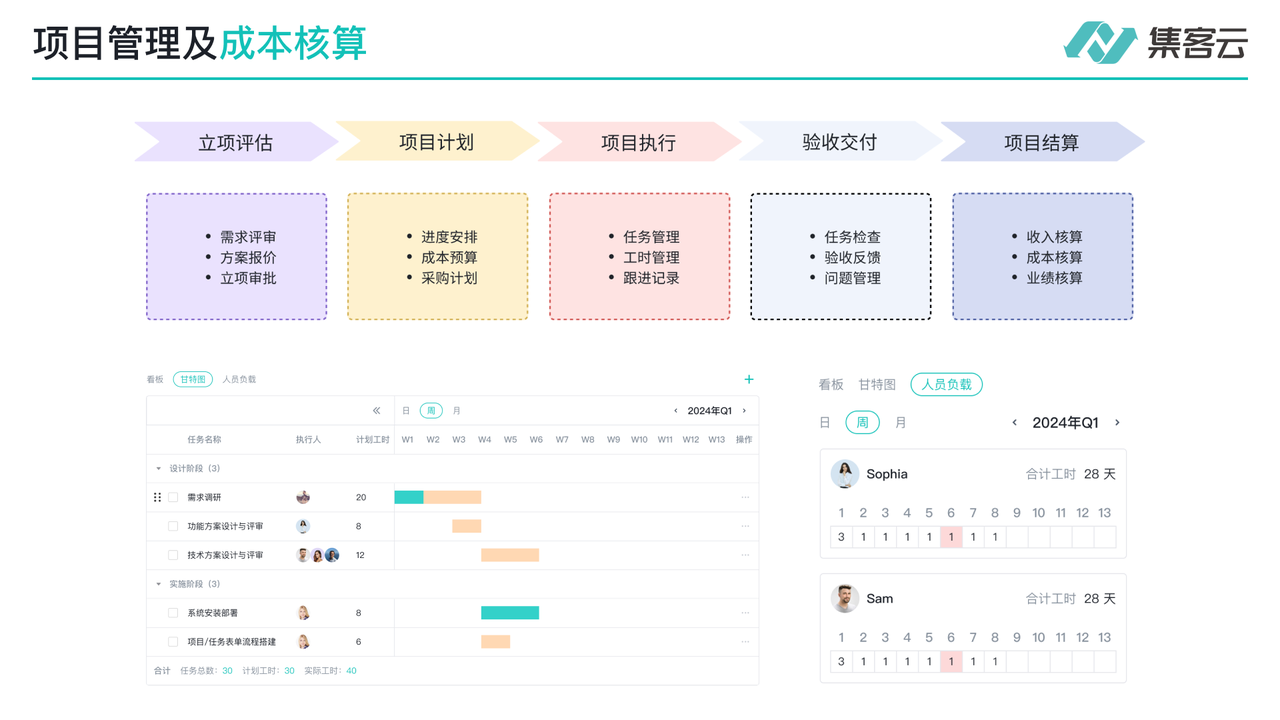 项目管理及成本核算
集客云
立项评估
项目计划
项目执行
验收交付
项目结算
需求评审
方案报价
立项审批
进度安排
成本预算
采购计划
任务管理
工时管理
跟进记录
任务检查
验收反馈
问题管理
收入核算
成本核算
业绩核算
看板 甘特图 人员负载
日 周 月 2024年Q1
任务名称 执行人 计划工时 W1 W2 W3 W4 W5 W6 W7 W8 W9 W10 W11 W12 W13 操作
设计阶段（3）
需求调研 20
功能方案设计与评审 8
技术方案设计与评审 12
实施阶段（3）
系统安装部署 8
项目/任务表单流程搭建 6
合计 任务总数：30 计划工时：30 实际工时：40
看板 甘特图 人员负载
日 周 月 2024年Q1
Sophia 合计工时 28 天
1 2 3 4 5 6 7 8 9 10 11 12 13
3 1 1 1 1 1 1 1
Sam 合计工时 28 天
1 2 3 4 5 6 7 8 9 10 11 12 13
3 1 1 1 1 1 1 1